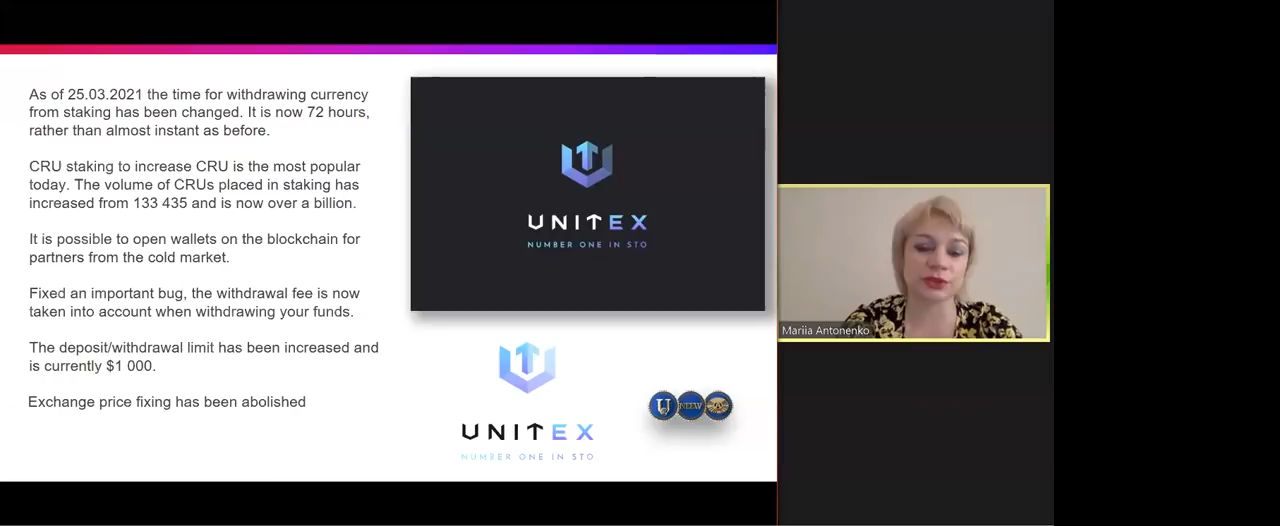 As of 25.03.2021 the time for withdrawing currency
from staking has been changed. It is now 72 hours,
rather than almost instant as before.
CRU staking to increase CRU is the most popular
today. The volume of CRUs placed in staking has
increased from 133 435 and is now over a billion.
It is possible to open wallets on the blockchain for
partners from the cold market.
Fixed an important bug, the withdrawal fee is now
taken into account when withdrawing your funds.
The deposit/withdrawal limit has been increased and
is currently $1 000.
Exchange price fixing has been abolished
UNITEX
NUMBER ONE IN STO
UNITEX
NUMBER ONE IN STO
Mariia Antonenko